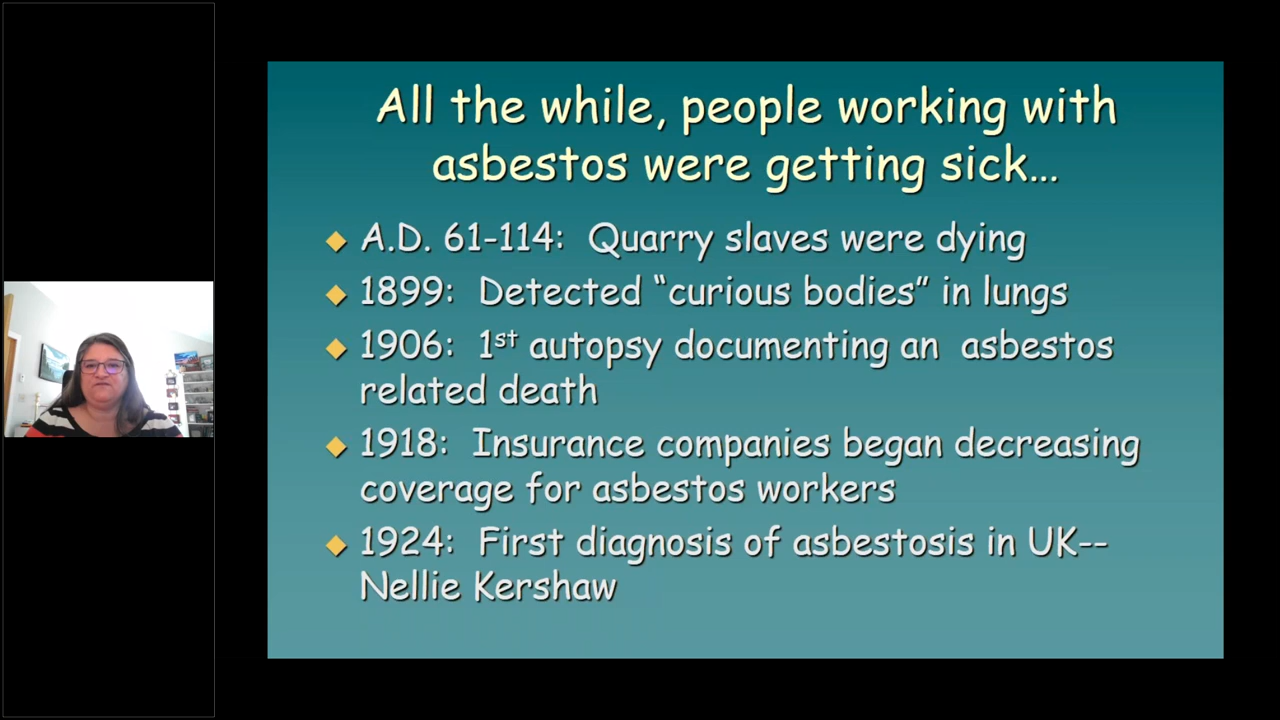 All the while, people working with
asbestos were getting sick...
A.D. 61-114: Quarry slaves were dying
1899: Detected “curious bodies” in lungs
1906: 1st autopsy documenting an asbestos
related death
1918: Insurance companies began decreasing
coverage for asbestos workers
1924: First diagnosis of asbestosis in UK--
Nellie Kershaw